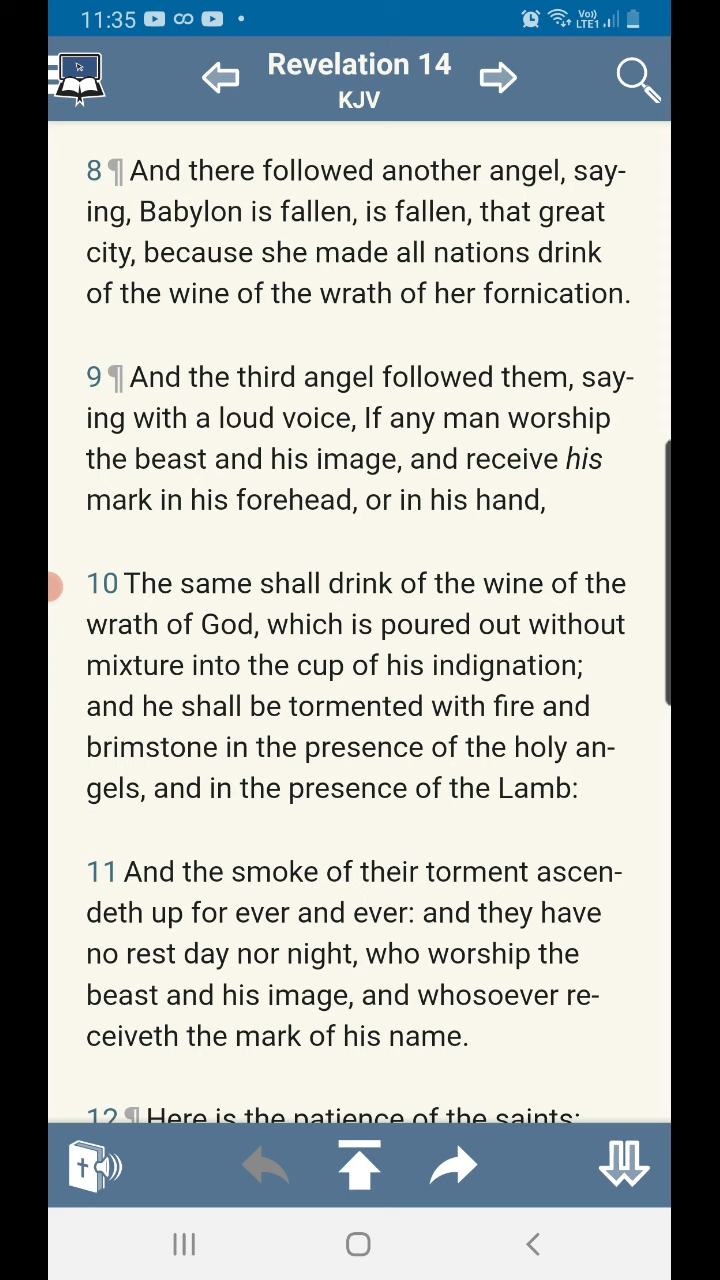 11:35
Vo))
LTE1
Revelation 14
KJV
8 ¶ And there followed another angel, say-
ing, Babylon is fallen, is fallen, that great
city, because she made all nations drink
of the wine of the wrath of her fornication.
9 ¶ And the third angel followed them, say-
ing with a loud voice, If any man worship
the beast and his image, and receive his
mark in his forehead, or in his hand,
10 The same shall drink of the wine of the
wrath of God, which is poured out without
mixture into the cup of his indignation;
and he shall be tormented with fire and
brimstone in the presence of the holy an-
gels, and in the presence of the Lamb:
11 And the smoke of their torment ascen-
deth up for ever and ever: and they have
no rest day nor night, who worship the
beast and his image, and whosoever re-
ceiveth the mark of his name.
12 ¶ Here is the patience of the saints: